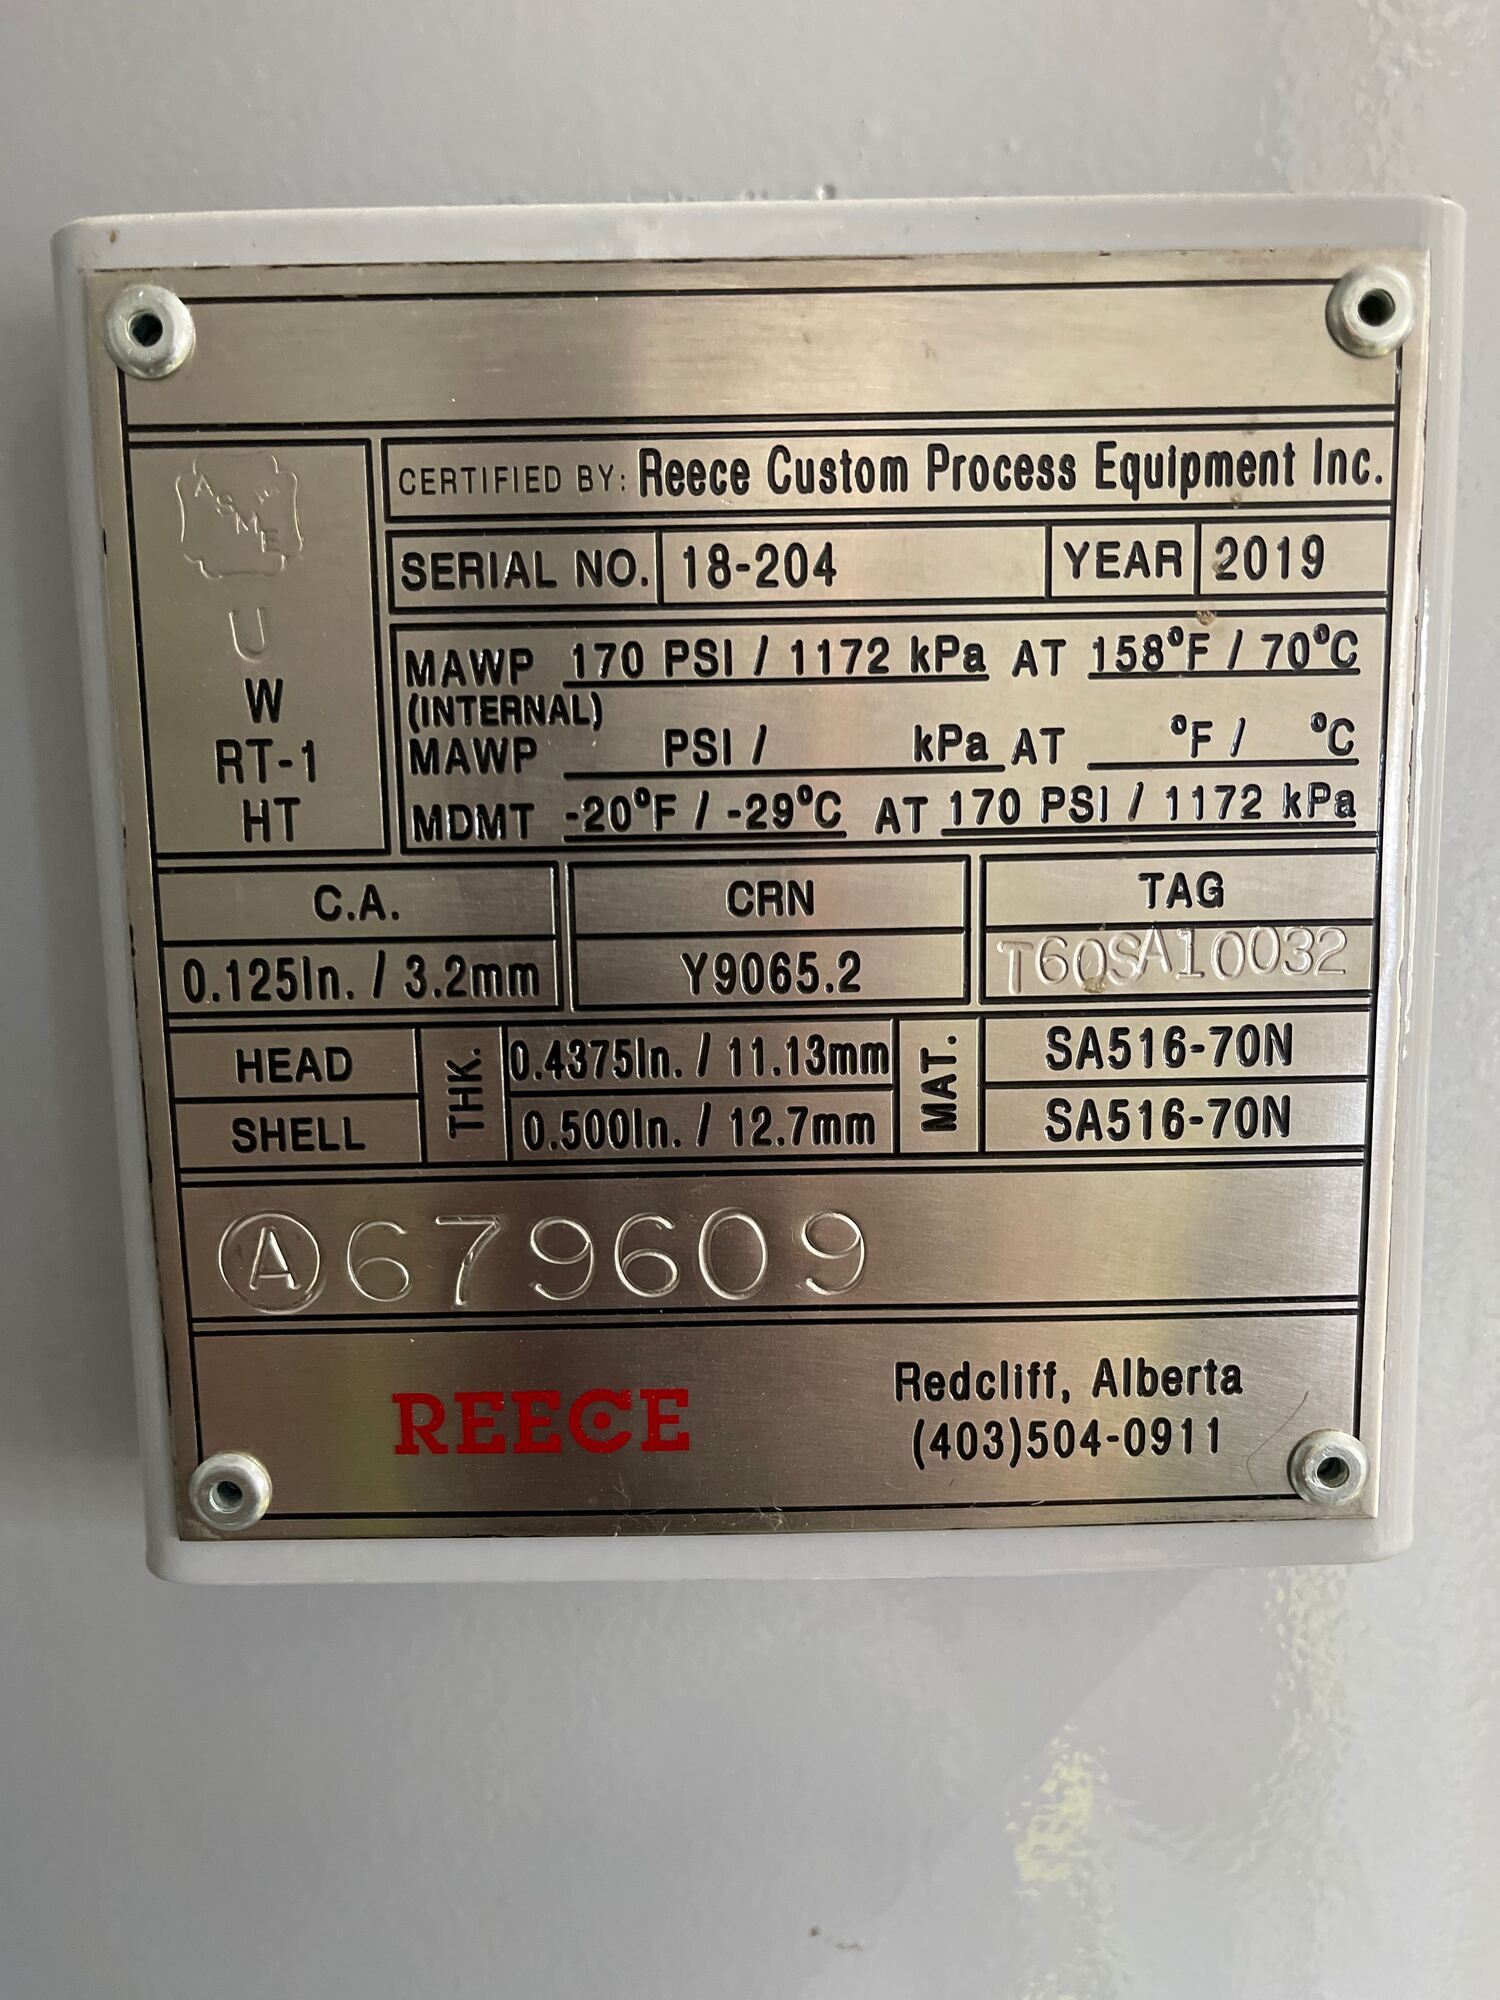 CERTIFIED BY: Reece Custom Process Equipment Inc.
ASME
U
W
RT-1
HT
SERIAL NO. 18-204 YEAR 2019
MAWP 170 PSI / 1172 kPa AT 158°F / 70°C
(INTERNAL)
MAWP PSI / kPa AT °F / °C
MDMT -20°F / -29°C AT 170 PSI / 1172 kPa
C.A. CRN TAG
0.125In. / 3.2mm Y9065.2 T60SA10032
HEAD THK. 0.4375In. / 11.13mm MAT. SA516-70N
SHELL 0.500In. / 12.7mm SA516-70N
Ⓐ679609
REECE
Redcliff, Alberta
(403)504-0911